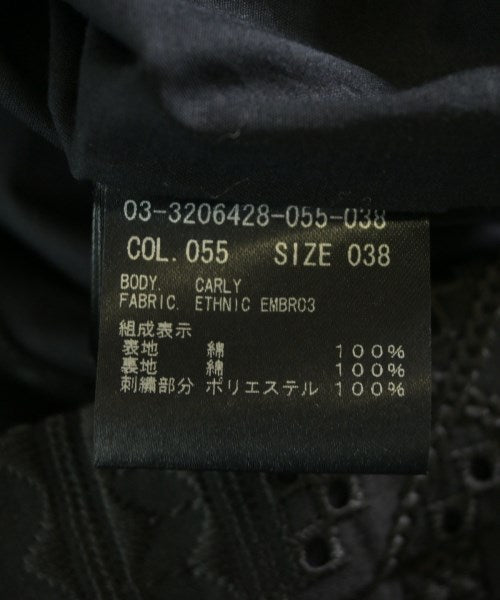 03-3206428-055-038
COL.055 SIZE 038
BODY. CARLY
FABRIC. ETHNIC EMBRO3
組成表示
表地 綿 100%
裏地 綿 100%
刺繍部分 ポリエステル 100%